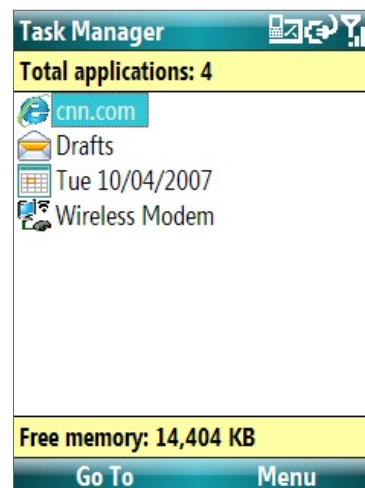 Task Manager
Total applications: 4
cnn.com
Drafts
Tue 10/04/2007
Wireless Modem
Free memory: 14,404 KB
Go To Menu